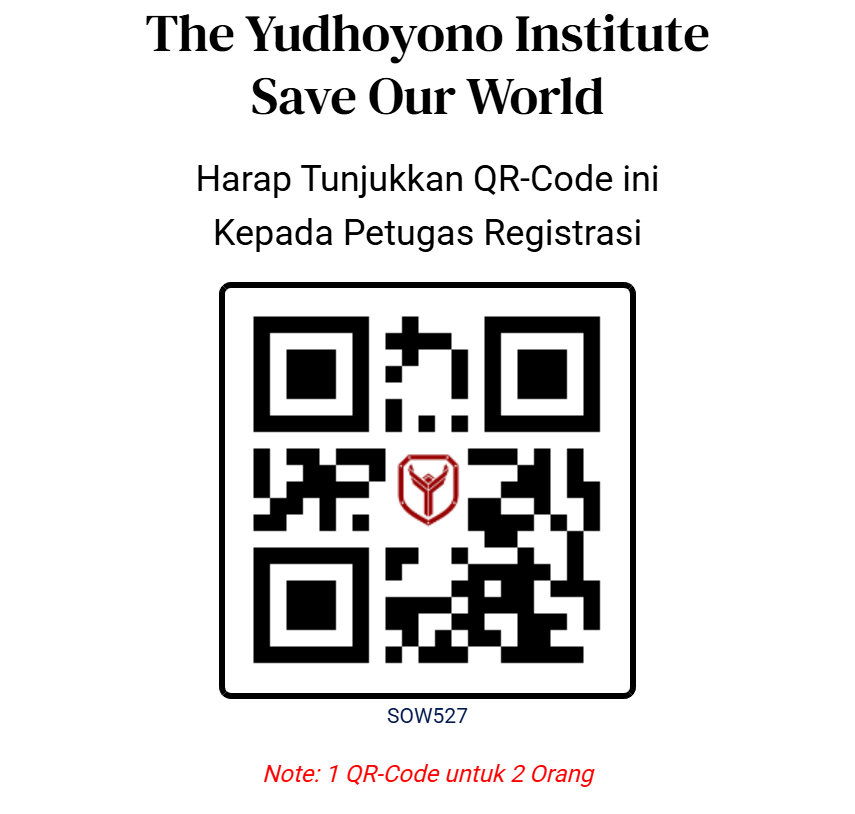 The Yudhoyono Institute
Save Our World
Harap Tunjukkan QR-Code ini
Kepada Petugas Registrasi
SOW527
Note: 1 QR-Code untuk 2 Orang